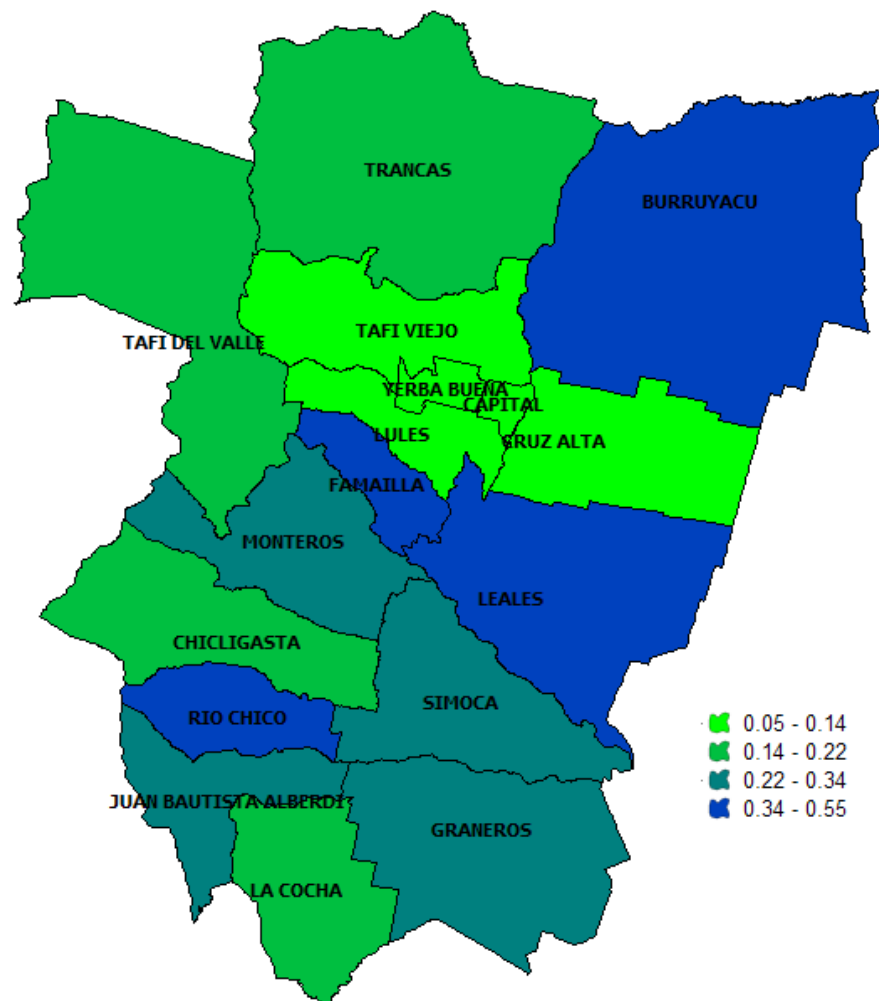 TRANCAS
BURRUYACU
TAFI VIEJO
TAFI DEL VALLE
YERBA BUENA
CAPITAL
LULES
CRUZ ALTA
FAMAILLA
MONTEROS
LEALES
CHICLIGASTA
SIMOCA
RIO CHICO
JUAN BAUTISTA ALBERDI
GRANEROS
LA COCHA
0.05 - 0.14
0.14 - 0.22
0.22 - 0.34
0.34 - 0.55